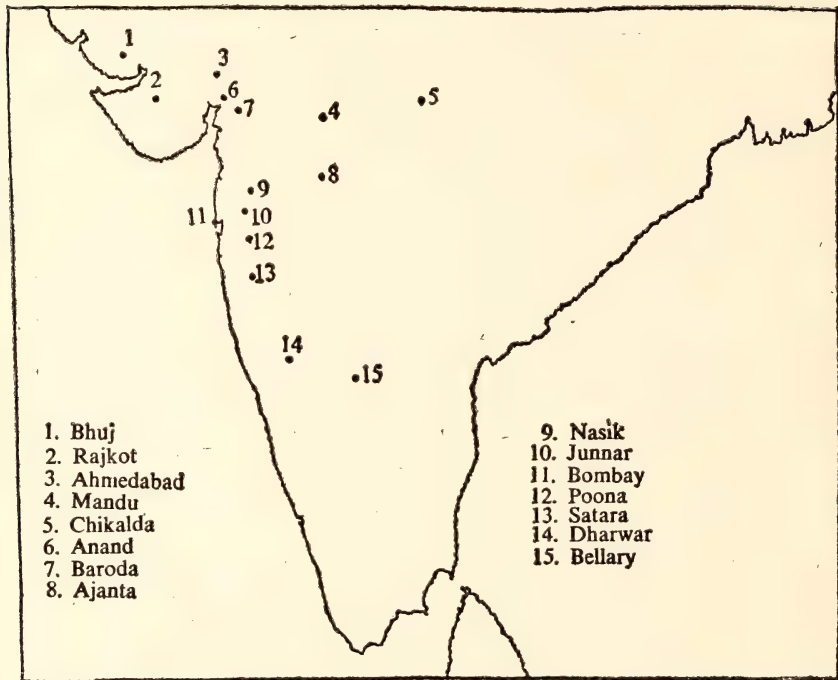 1
2
3
6
7
4
5
8
9
10
11
12
13
14
15
1. Bhuj
2. Rajkot
3. Ahmedabad
4. Mandu
5. Chikalda
6. Anand
7. Baroda
8. Ajanta
9. Nasik
10. Junnar
11. Bombay
12. Poona
13. Satara
14. Dharwar
15. Bellary